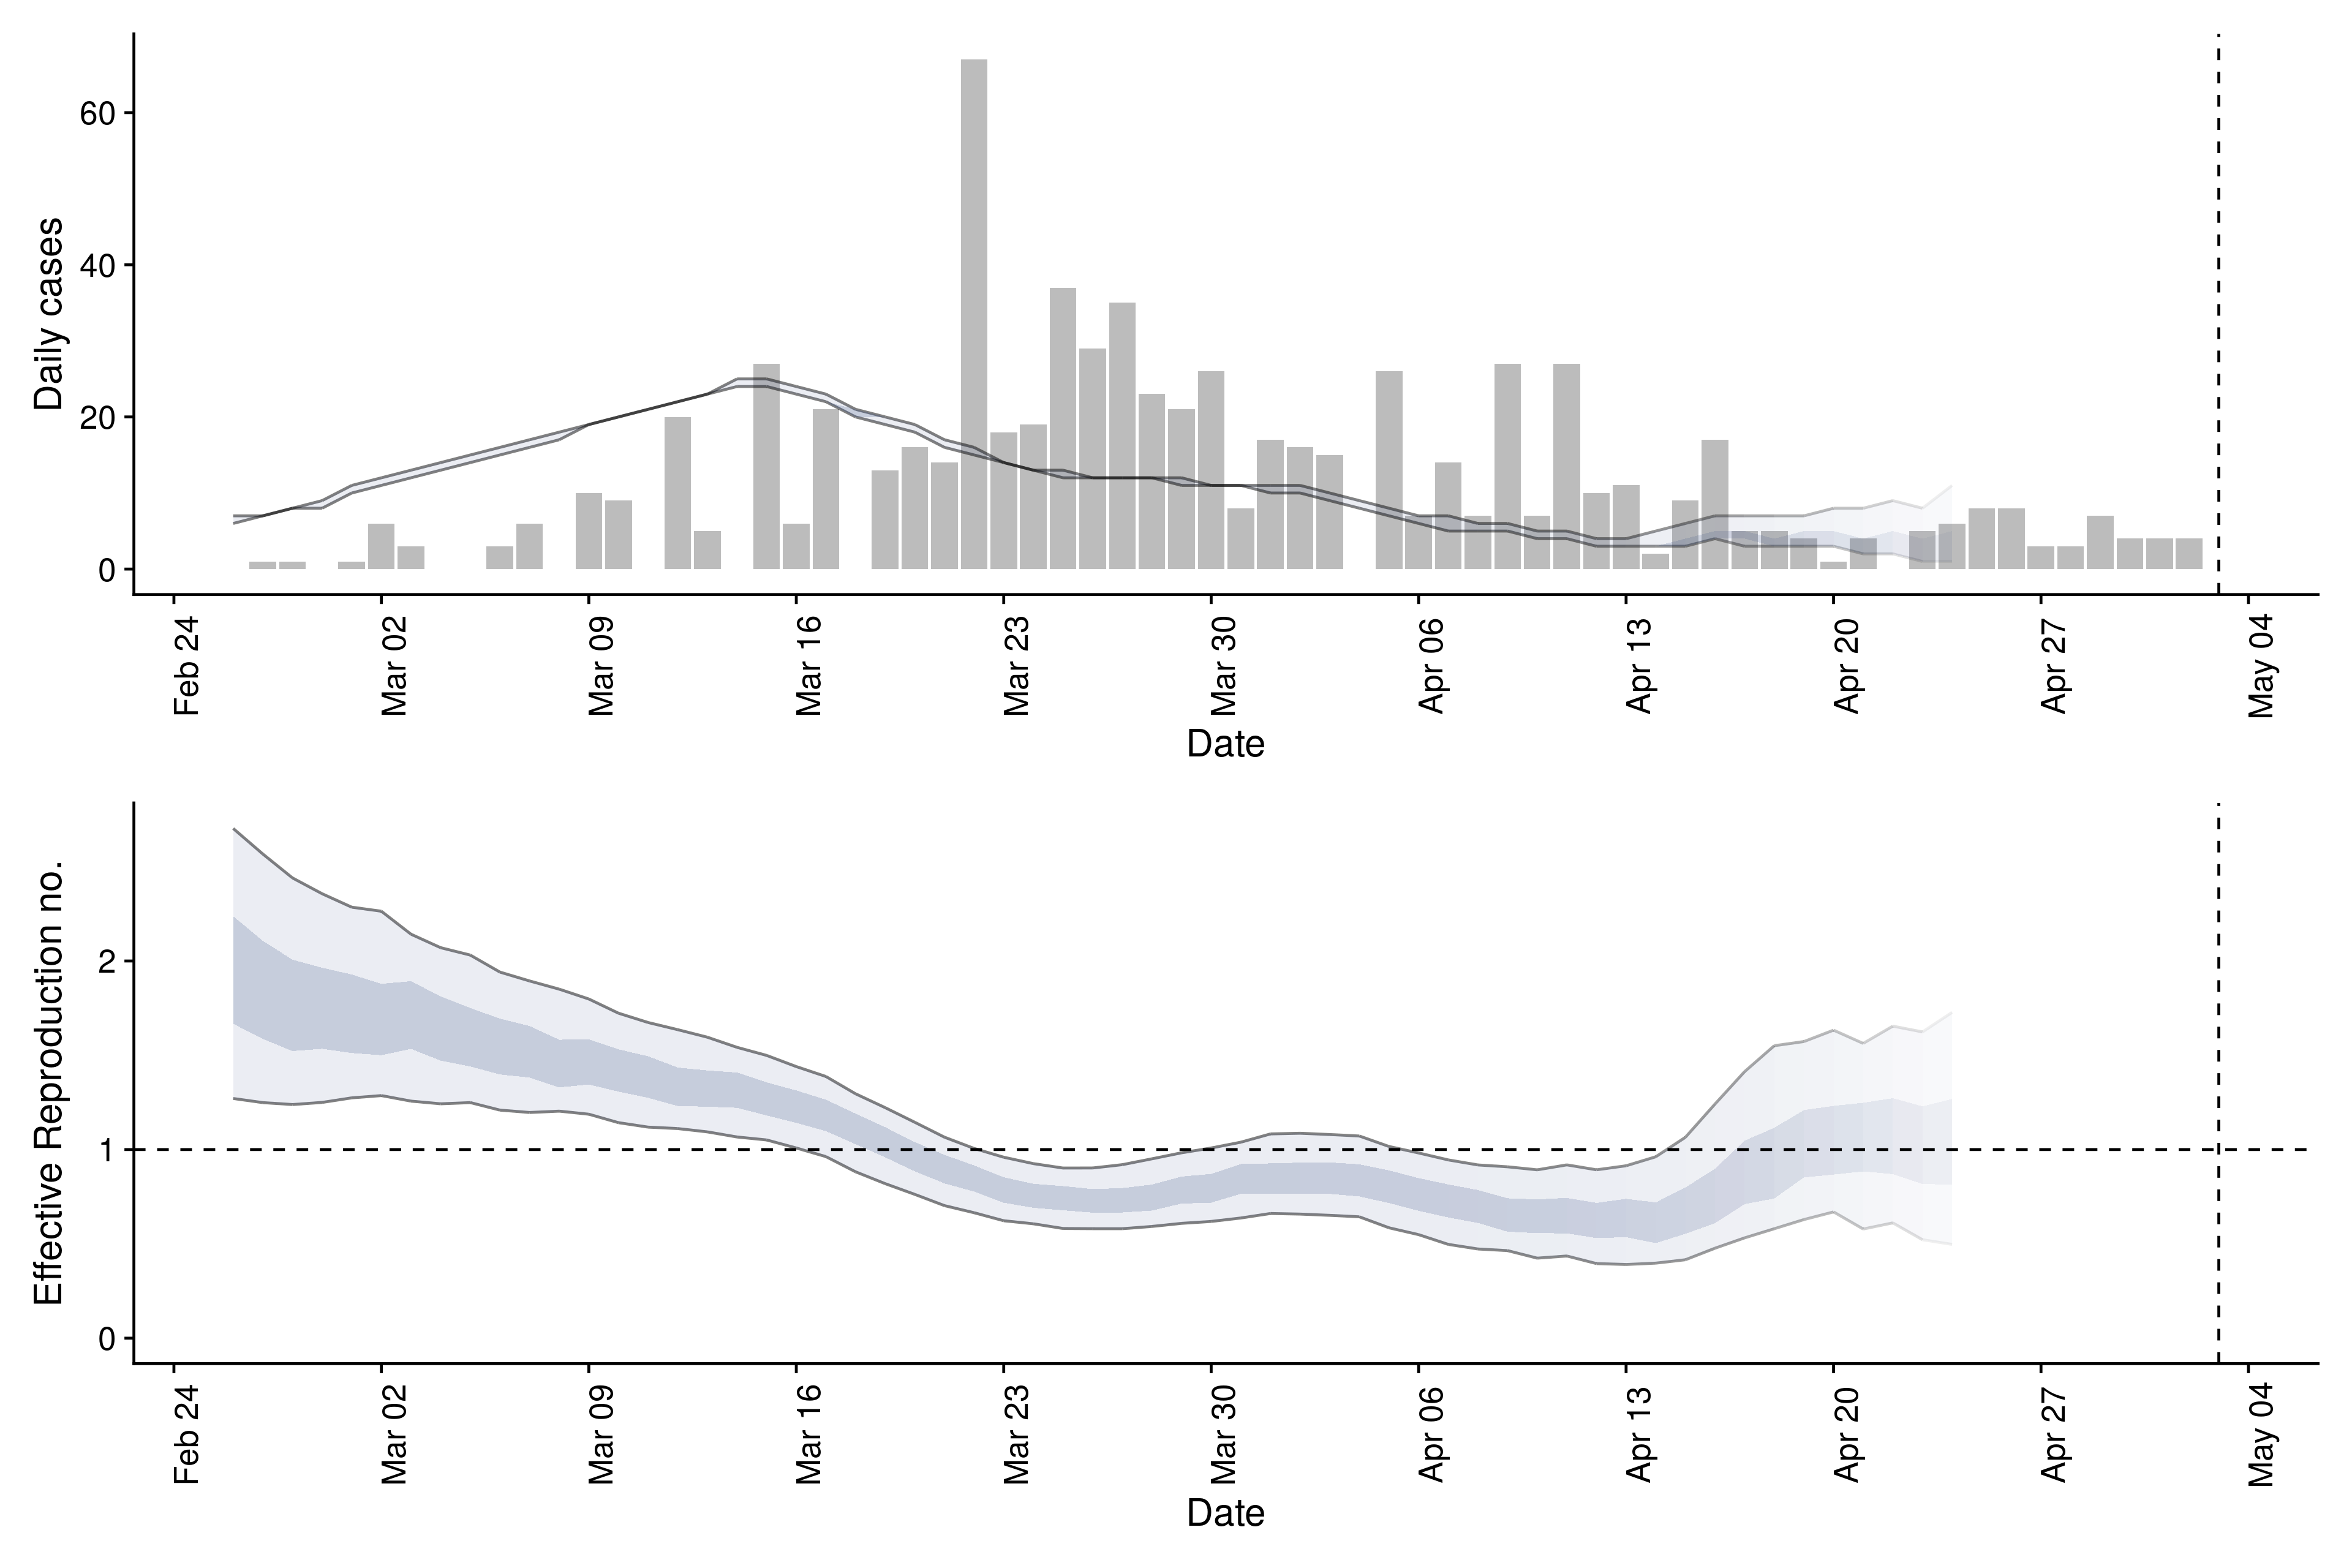 Daily cases
60
40
20
0
Feb 24
Mar 02
Mar 09
Mar 16
Mar 23
Mar 30
Apr 06
Apr 13
Apr 20
Apr 27
May 04
Date
Effective Reproduction no.
2
1
0
Feb 24
Mar 02
Mar 09
Mar 16
Mar 23
Mar 30
Apr 06
Apr 13
Apr 20
Apr 27
May 04
Date